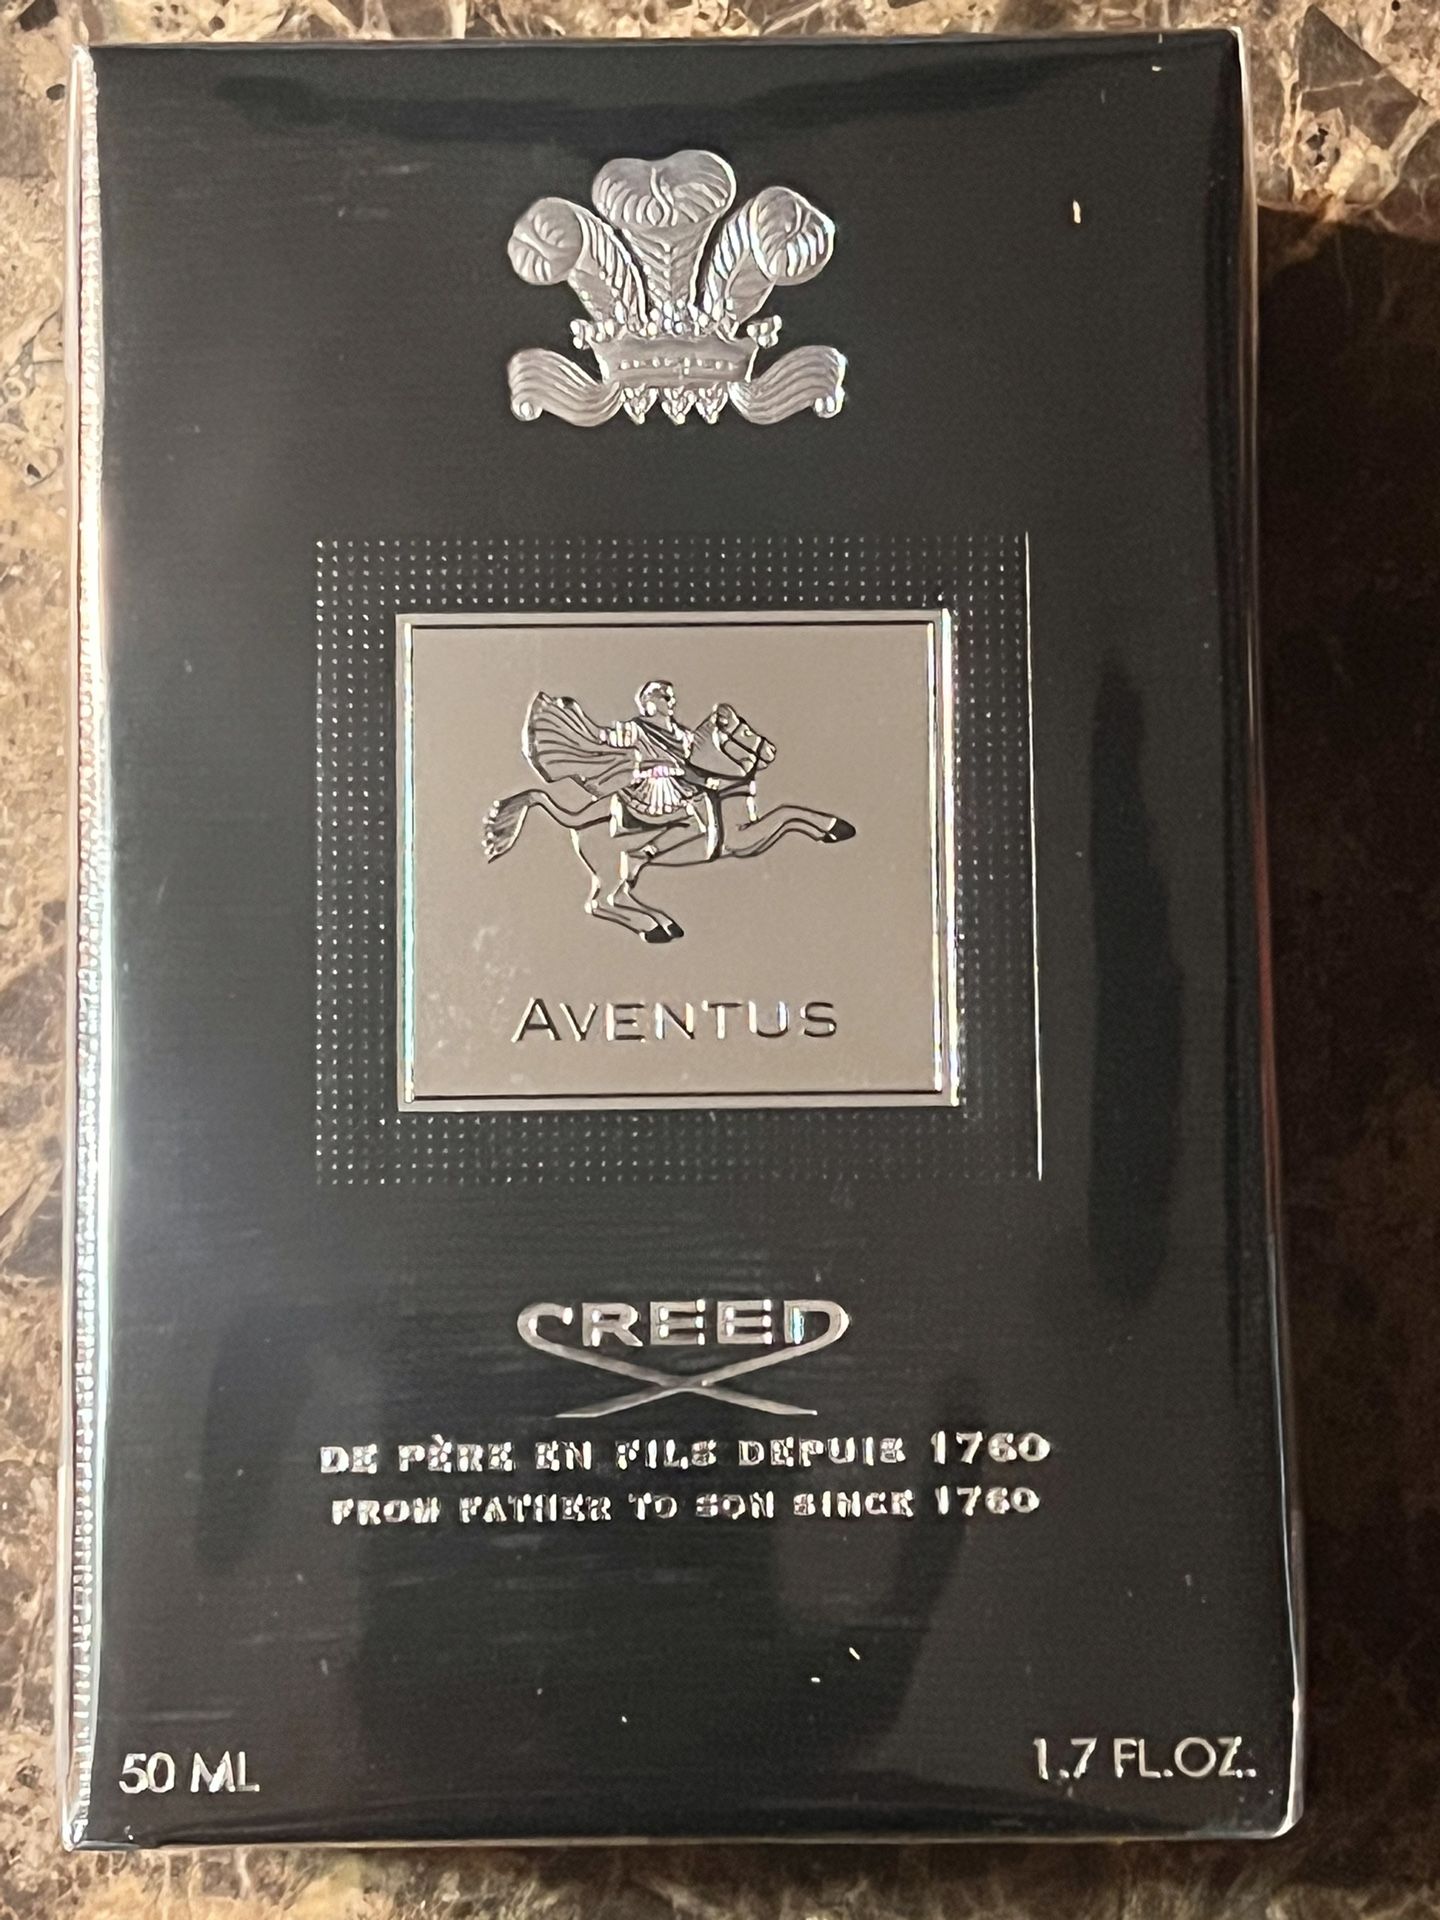 AVENTUS
CREED
DE PÈRE EN FILS DEPUIS 1760
FROM FATHER TO SON SINCE 1760
50 ML
1.7 FL.OZ.